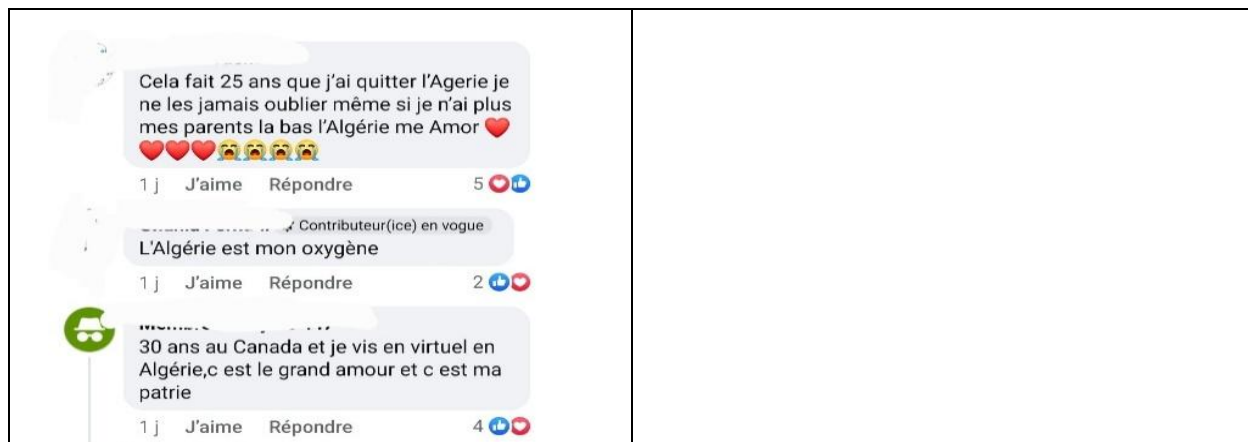 Cela fait 25 ans que j'ai quitter l'Agerie je
ne les jamais oublier même si je n'ai plus
mes parents la bas l'Algérie me Amor ❤️
❤️❤️❤️😭😭😭😭
1 j J'aime Répondre 5
Contributeur(ice) en vogue
L'Algérie est mon oxygène
1 j J'aime Répondre 2
30 ans au Canada et je vis en virtuel en
Algérie,c est le grand amour et c est ma
patrie
1 j J'aime Répondre 4